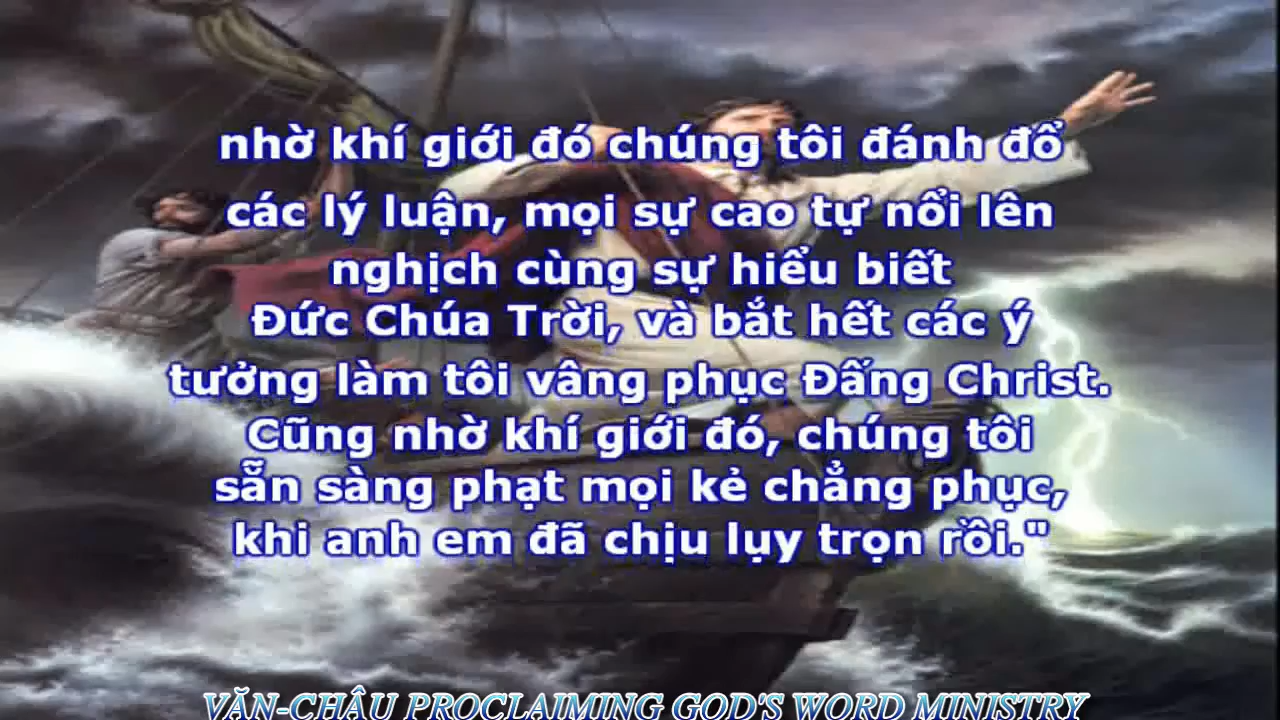 nhờ khí giới đó chúng tôi đánh đổ
các lý luận, mọi sự cao tự nổi lên
nghịch cùng sự hiểu biết
Đức Chúa Trời, và bắt hết các ý
tưởng làm tôi vâng phục Đấng Christ.
Cũng nhờ khí giới đó, chúng tôi
sẵn sàng phạt mọi kẻ chẳng phục,
khi anh em đã chịu lụy trọn rồi."
VĂN-CHÂU PROCLAIMING GOD'S WORD MINISTRY